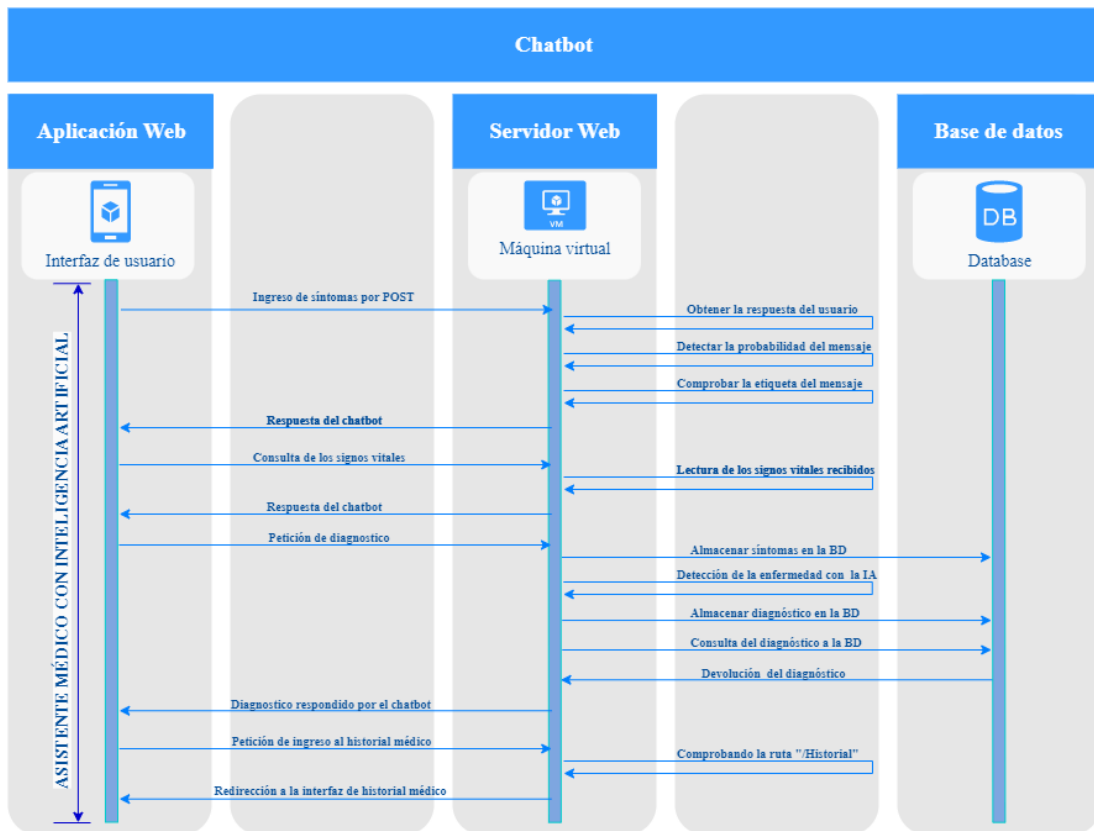 Chatbot
Aplicación Web
Servidor Web
Base de datos
VM
DB
Interfaz de usuario
Máquina virtual
Database
ASISTENTE MÉDICO CON INTELIGENCIA ARTIFICIAL
Ingreso de síntomas por POST
Obtener la respuesta del usuario
Detectar la probabilidad del mensaje
Comprobar la etiqueta del mensaje
Respuesta del chatbot
Consulta de los signos vitales
Lectura de los signos vitales recibidos
Respuesta del chatbot
Petición de diagnostico
Almacenar síntomas en la BD
Detección de la enfermedad con la IA
Almacenar diagnóstico en la BD
Consulta del diagnóstico a la BD
Devolución del diagnóstico
Diagnostico respondido por el chatbot
Petición de ingreso al historial médico
Comprobando la ruta "/Historial"
Redirección a la interfaz de historial médico